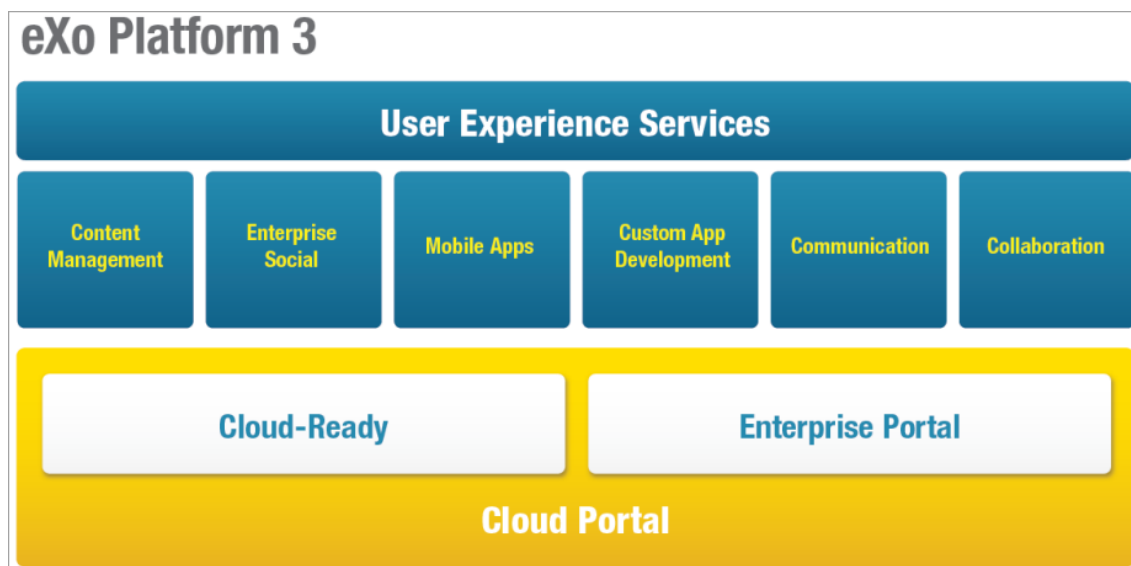 eXo Platform 3
User Experience Services
Content
Management
Enterprise
Social
Mobile Apps
Custom App
Development
Communication
Collaboration
Cloud-Ready
Enterprise Portal
Cloud Portal